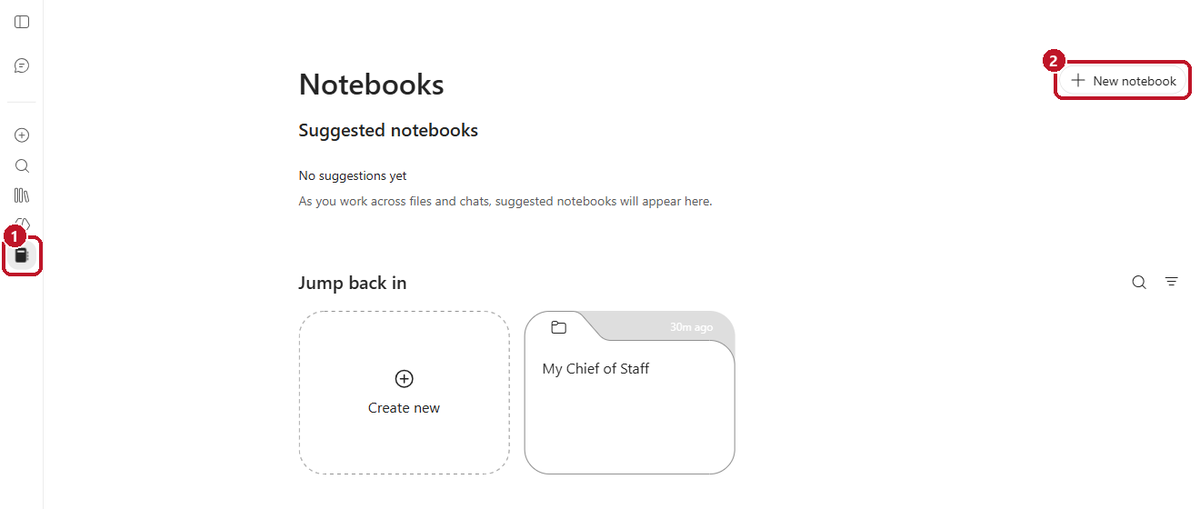 2
New notebook
Notebooks
Suggested notebooks
No suggestions yet
As you work across files and chats, suggested notebooks will appear here.
1
Jump back in
30m ago
My Chief of Staff
Create new